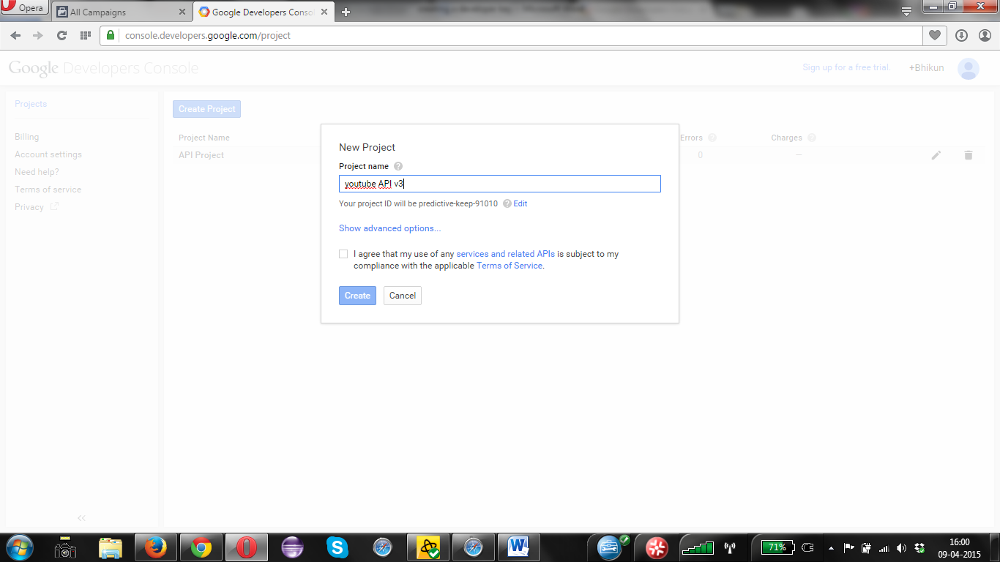 Opera
All Campaigns
Google Developers Conso
console.developers.google.com/project
Google Developers Console
Sign up for a free trial.
+Bhikun
Projects
Billing
Account settings
Need help?
Terms of service
Privacy
Create Project
Project Name
Errors
Charges
API Project
0
—
New Project
Project name
youtube API v3
Your project ID will be predictive-keep-91010
Edit
Show advanced options...
I agree that my use of any services and related APIs is subject to my
compliance with the applicable Terms of Service.
Create
Cancel
71%
16:00
09-04-2015